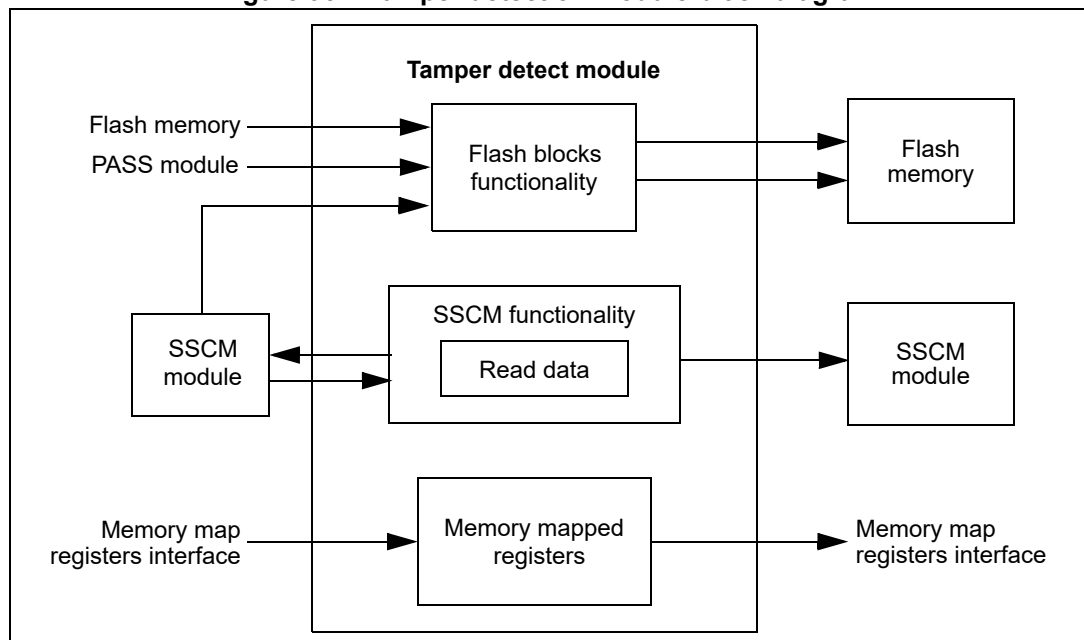 Tamper detect module
Flash memory
PASS module
Flash blocks
functionality
Flash
memory
SSCM
module
SSCM functionality
Read data
SSCM
module
Memory map
registers interface
Memory mapped
registers
Memory map
registers interface